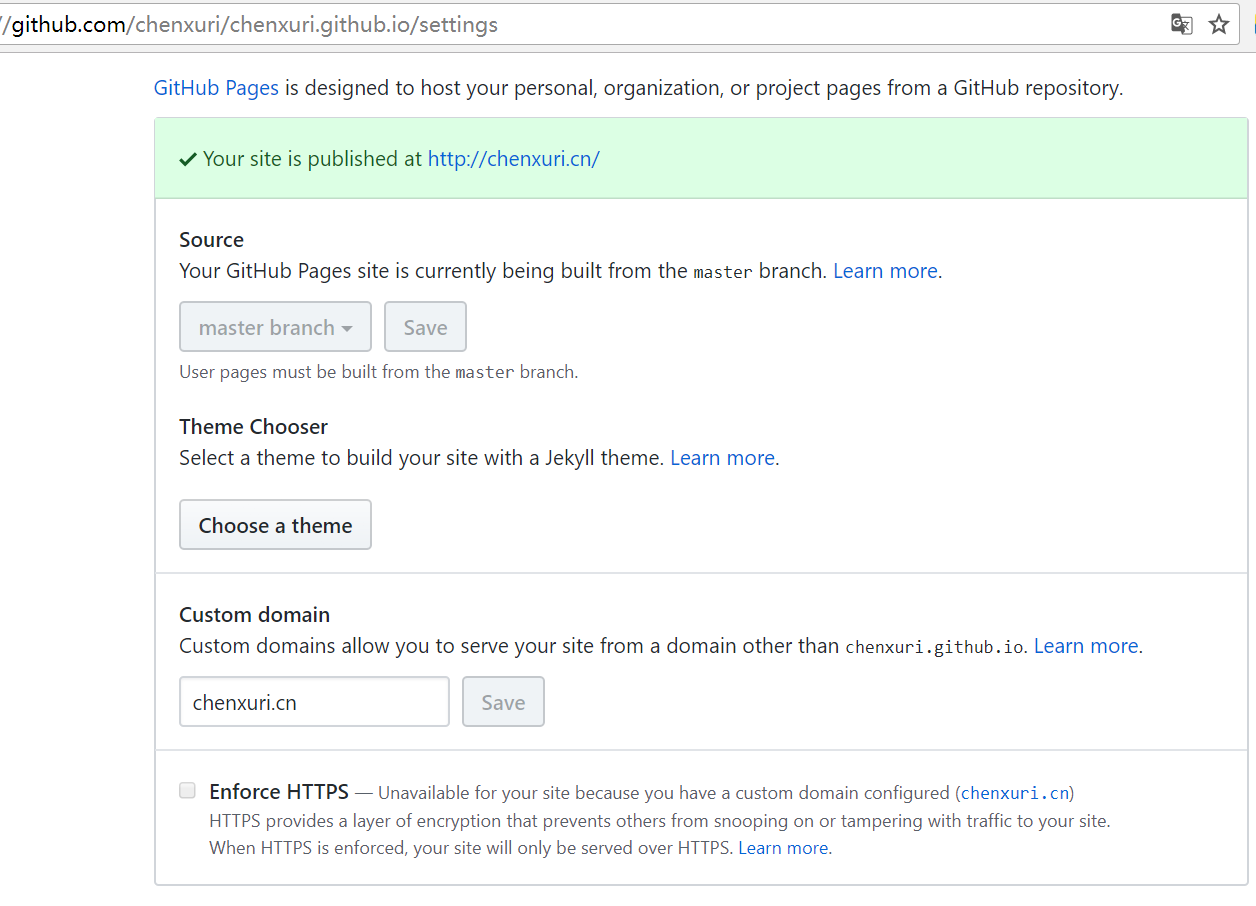 //github.com/chenxuri/chenxuri.github.io/settings
GitHub Pages is designed to host your personal, organization, or project pages from a GitHub repository.
Your site is published at http://chenxuri.cn/
Source
Your GitHub Pages site is currently being built from the master branch. Learn more.
master branch Save
User pages must be built from the master branch.
Theme Chooser
Select a theme to build your site with a Jekyll theme. Learn more.
Choose a theme
Custom domain
Custom domains allow you to serve your site from a domain other than chenxuri.github.io. Learn more.
chenxuri.cn Save
Enforce HTTPS — Unavailable for your site because you have a custom domain configured (chenxuri.cn)
HTTPS provides a layer of encryption that prevents others from snooping on or tampering with traffic to your site.
When HTTPS is enforced, your site will only be served over HTTPS. Learn more.